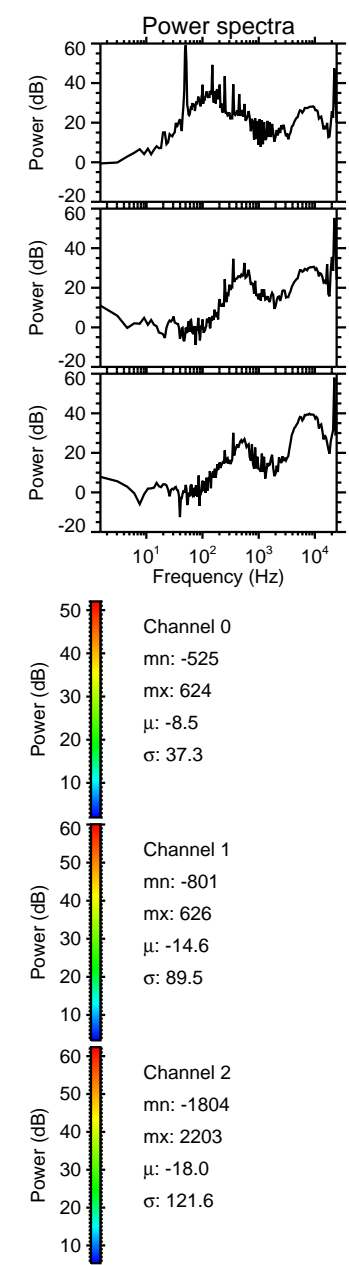 Power spectra
60
40
20
0
-20
Power (dB)
60
40
20
0
-20
Power (dB)
60
40
20
0
-20
Power (dB)
10¹ 10² 10³ 10⁴
Frequency (Hz)
50
40
30
20
10
Power (dB)
Channel 0
mn: -525
mx: 624
μ: -8.5
σ: 37.3
60
50
40
30
20
10
Power (dB)
Channel 1
mn: -801
mx: 626
μ: -14.6
σ: 89.5
60
50
40
30
20
10
Power (dB)
Channel 2
mn: -1804
mx: 2203
μ: -18.0
σ: 121.6